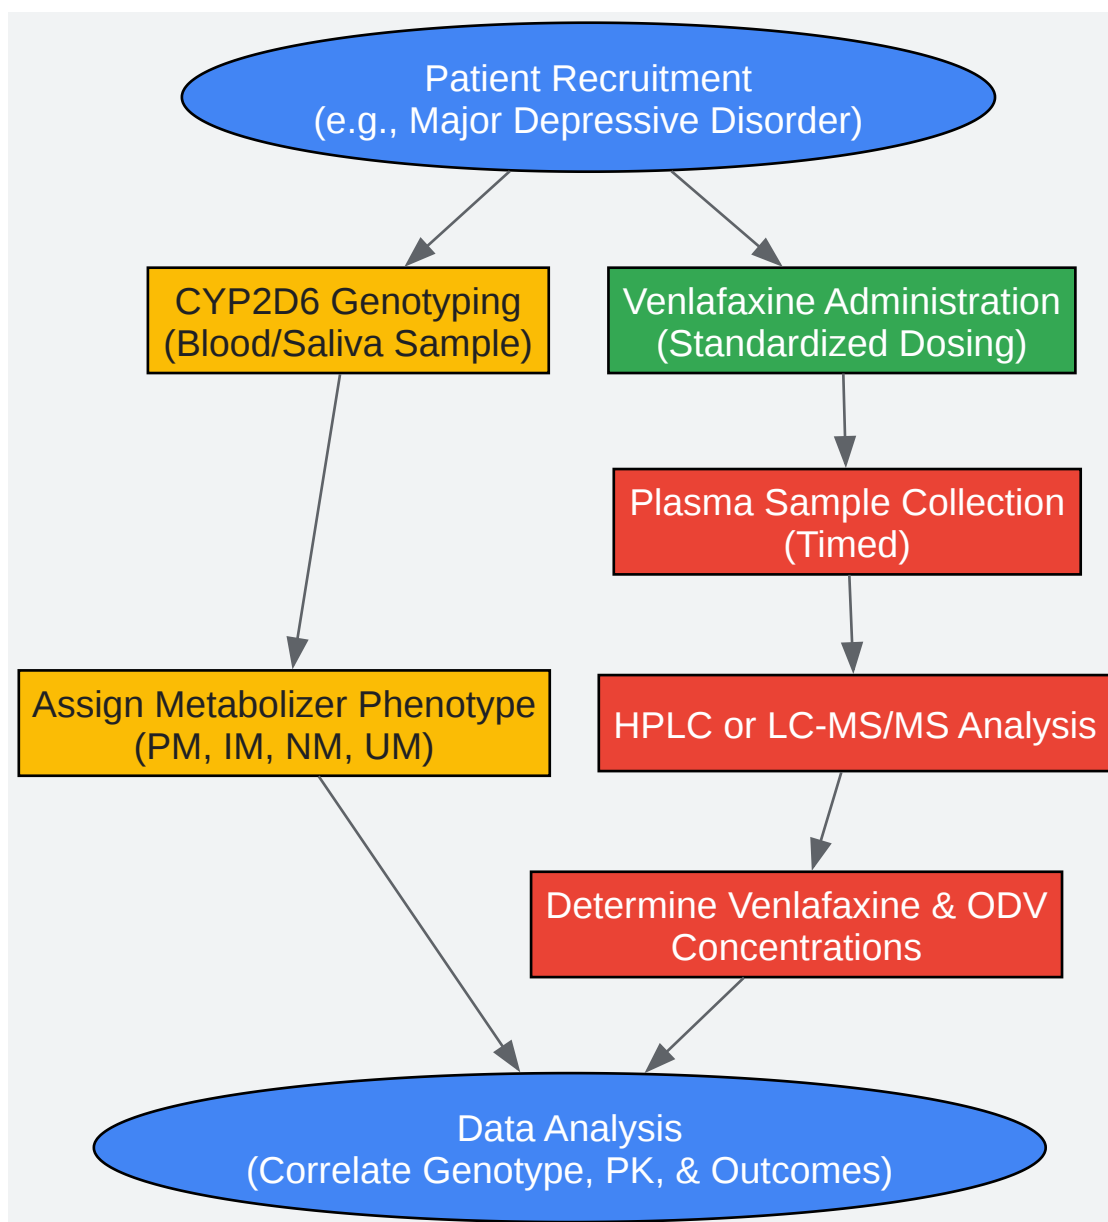 Patient Recruitment
(e.g., Major Depressive Disorder)
CYP2D6 Genotyping
(Blood/Saliva Sample)
Venlafaxine Administration
(Standardized Dosing)
Plasma Sample Collection
(Timed)
Assign Metabolizer Phenotype
(PM, IM, NM, UM)
HPLC or LC-MS/MS Analysis
Determine Venlafaxine & ODV
Concentrations
Data Analysis
(Correlate Genotype, PK, & Outcomes)